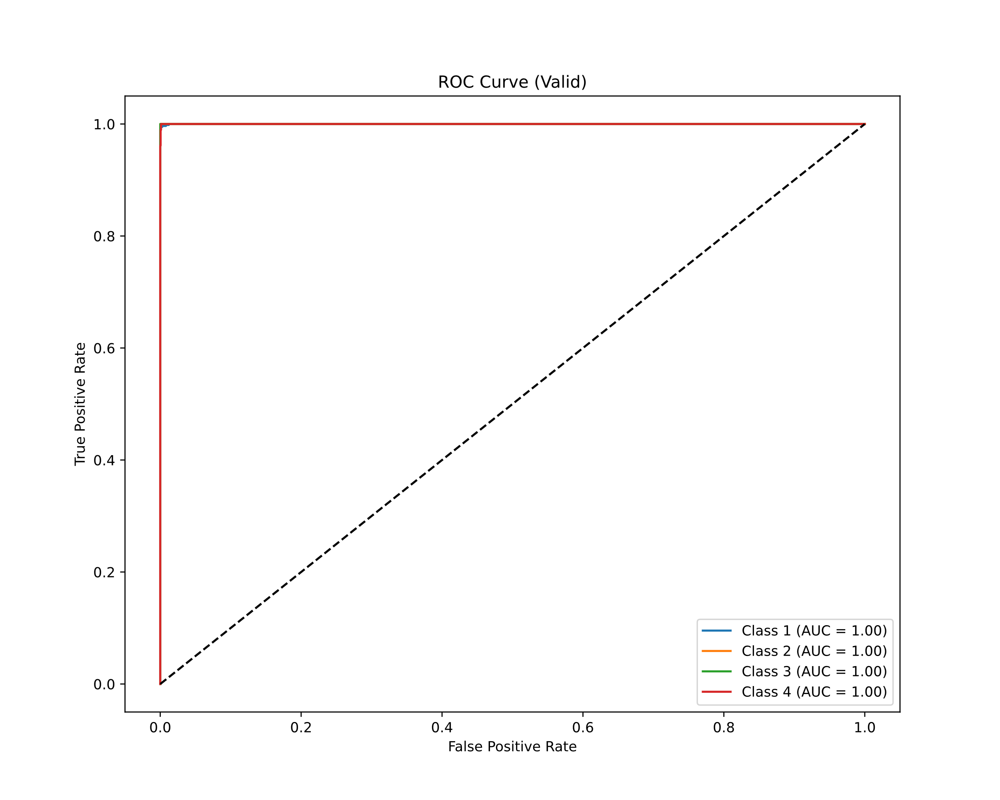 ROC Curve (Valid)
True Positive Rate
1.0
0.8
0.6
0.4
0.2
0.0
Class 1 (AUC = 1.00)
Class 2 (AUC = 1.00)
Class 3 (AUC = 1.00)
Class 4 (AUC = 1.00)
0.0 0.2 0.4 0.6 0.8 1.0
False Positive Rate